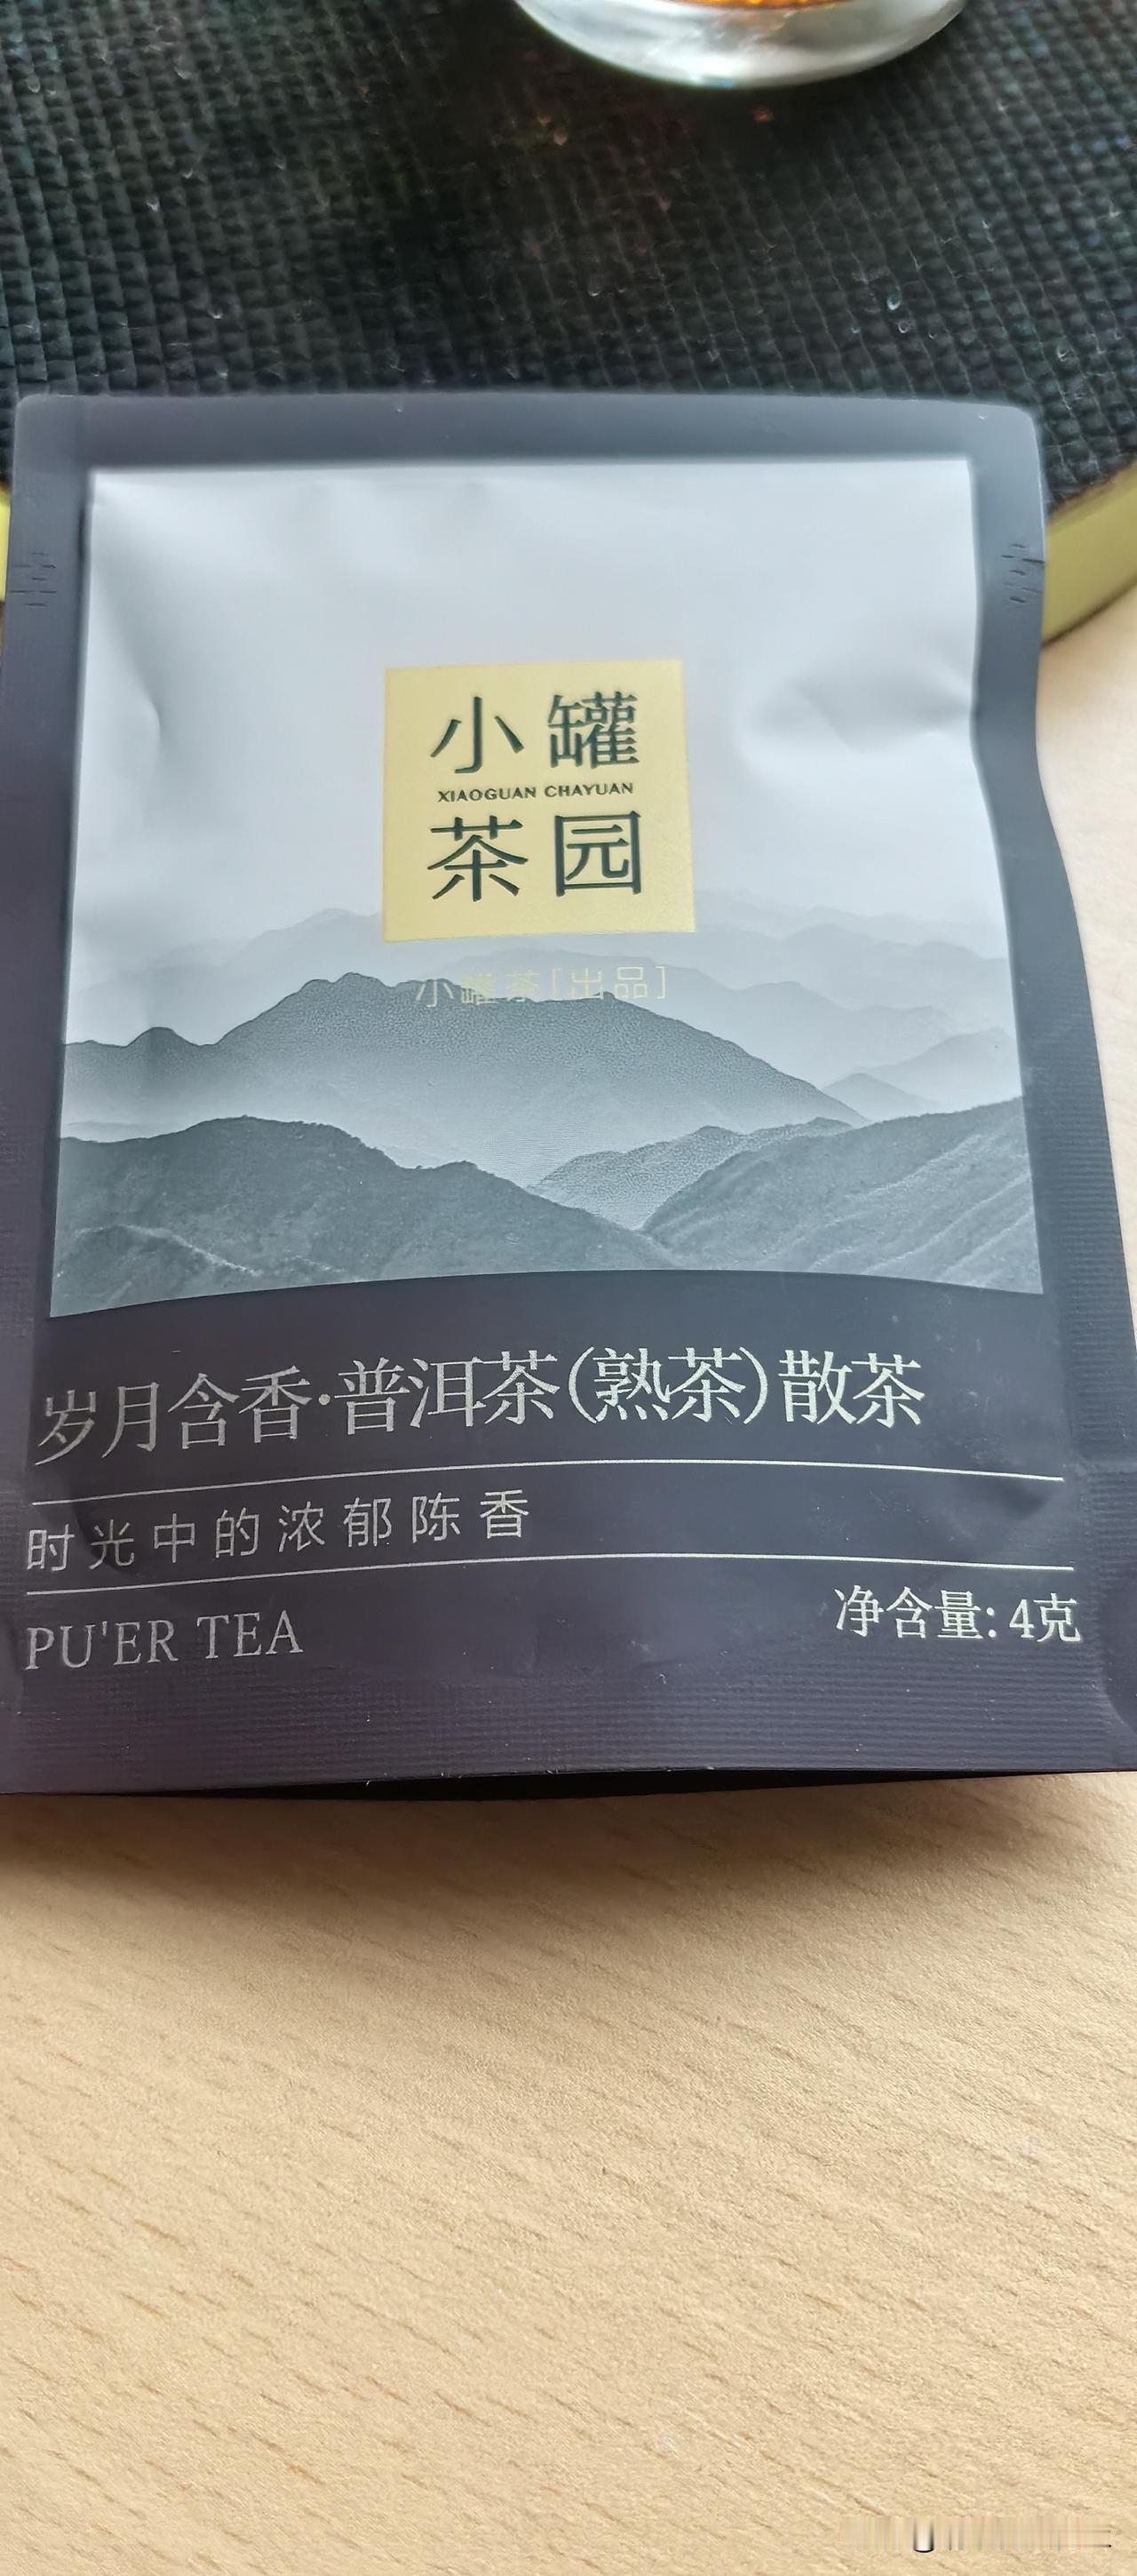 小罐
XIAOGUAN CHAYUAN
茶园
小罐茶[出品]
岁月含香·普洱茶(熟茶)散茶
时光中的浓郁陈香
PU'ER TEA
净含量: 4克